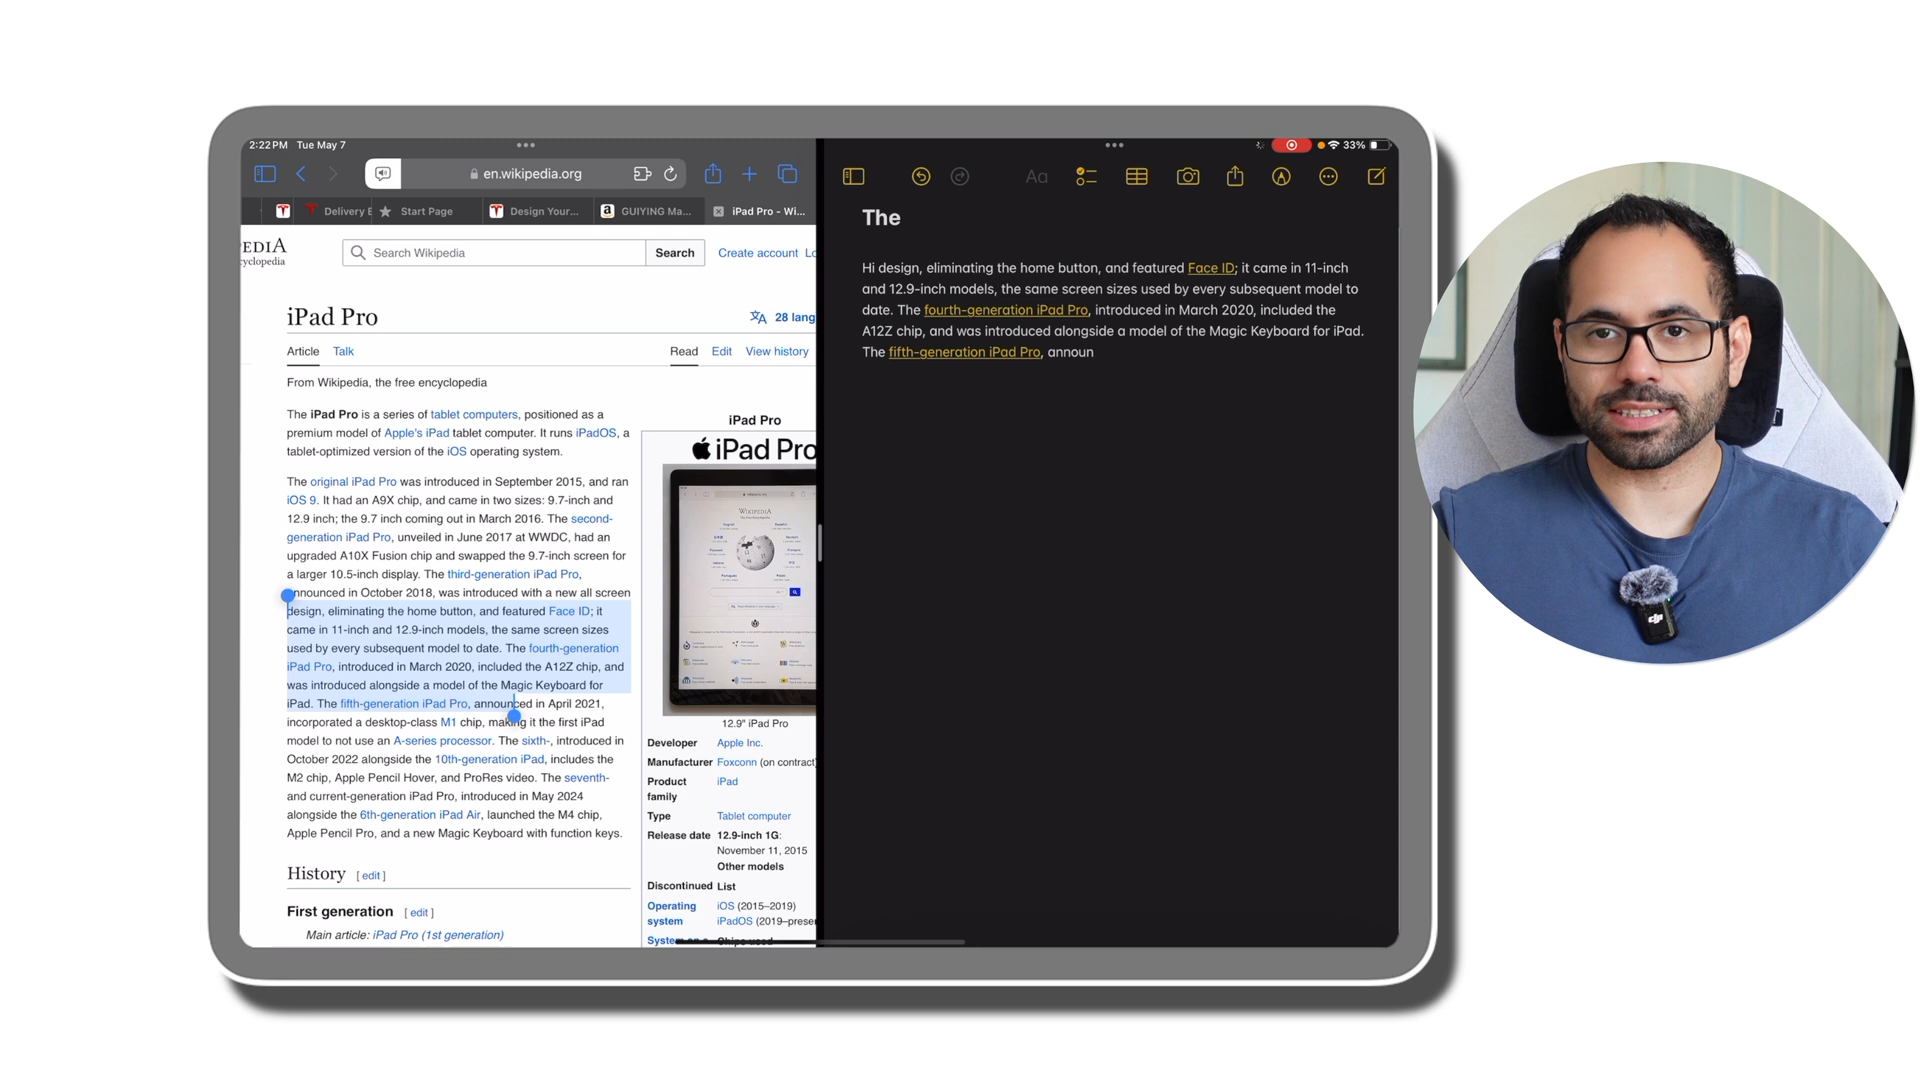 2:22 PM Tue May 7
33%
en.wikipedia.org
Delivery E
Start Page
Design Your...
GUIYING Ma...
iPad Pro - Wi...
EDIA
cyclopedia
Search Wikipedia
Search
Create account Lo
iPad Pro
28 lang
Article Talk
Read Edit View history
From Wikipedia, the free encyclopedia
The iPad Pro is a series of tablet computers, positioned as a
premium model of Apple's iPad tablet computer. It runs iPadOS, a
tablet-optimized version of the iOS operating system.
The original iPad Pro was introduced in September 2015, and ran
iOS 9. It had an A9X chip, and came in two sizes: 9.7-inch and
12.9 inch; the 9.7 inch coming out in March 2016. The second-
generation iPad Pro, unveiled in June 2017 at WWDC, had an
upgraded A10X Fusion chip and swapped the 9.7-inch screen for
a larger 10.5-inch display. The third-generation iPad Pro,
announced in October 2018, was introduced with a new all screen
design, eliminating the home button, and featured Face ID; it
came in 11-inch and 12.9-inch models, the same screen sizes
used by every subsequent model to date. The fourth-generation
iPad Pro, introduced in March 2020, included the A12Z chip, and
was introduced alongside a model of the Magic Keyboard for
iPad. The fifth-generation iPad Pro, announced in April 2021,
incorporated a desktop-class M1 chip, making it the first iPad
model to not use an A-series processor. The sixth-, introduced in
October 2022 alongside the 10th-generation iPad, includes the
M2 chip, Apple Pencil Hover, and ProRes video. The seventh-
and current-generation iPad Pro, introduced in May 2024
alongside the 6th-generation iPad Air, launched the M4 chip,
Apple Pencil Pro, and a new Magic Keyboard with function keys.
History [ edit ]
First generation [ edit ]
Main article: iPad Pro (1st generation)
iPad Pro
iPad Pro
WIKIPEDIA
12.9" iPad Pro
Developer Apple Inc.
Manufacturer Foxconn (on contract)
Product iPad
family
Type Tablet computer
Release date 12.9-inch 1G:
November 11, 2015
Other models
Discontinued List
Operating iOS (2015–2019)
system iPadOS (2019–prese
Chips used
Aa
The
Hi design, eliminating the home button, and featured Face ID; it came in 11-inch
and 12.9-inch models, the same screen sizes used by every subsequent model to
date. The fourth-generation iPad Pro, introduced in March 2020, included the
A12Z chip, and was introduced alongside a model of the Magic Keyboard for iPad.
The fifth-generation iPad Pro, announ
dji